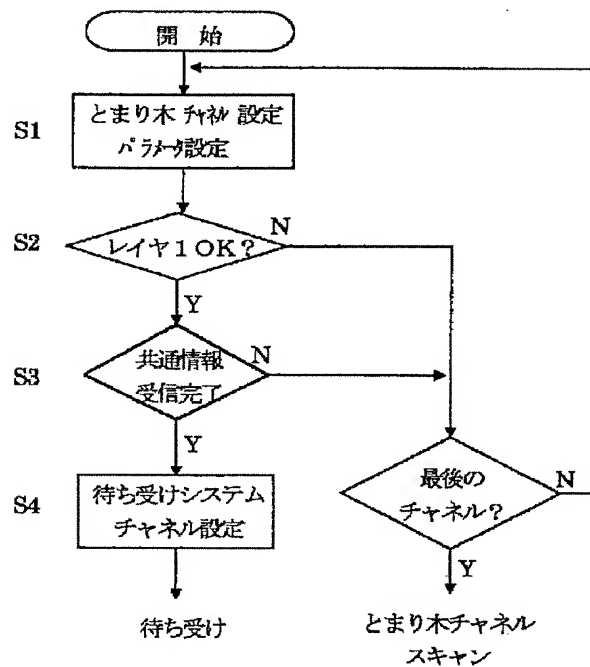 開 始
S1
とまり木 チャネル 設定
パラメータ設定
S2
レイヤ1OK?
N
Y
S3
共通情報
受信完了
N
Y
S4
待ち受けシステム
チャネル設定
最後の
チャネル?
N
Y
待ち受け
とまり木チャネル
スキャン